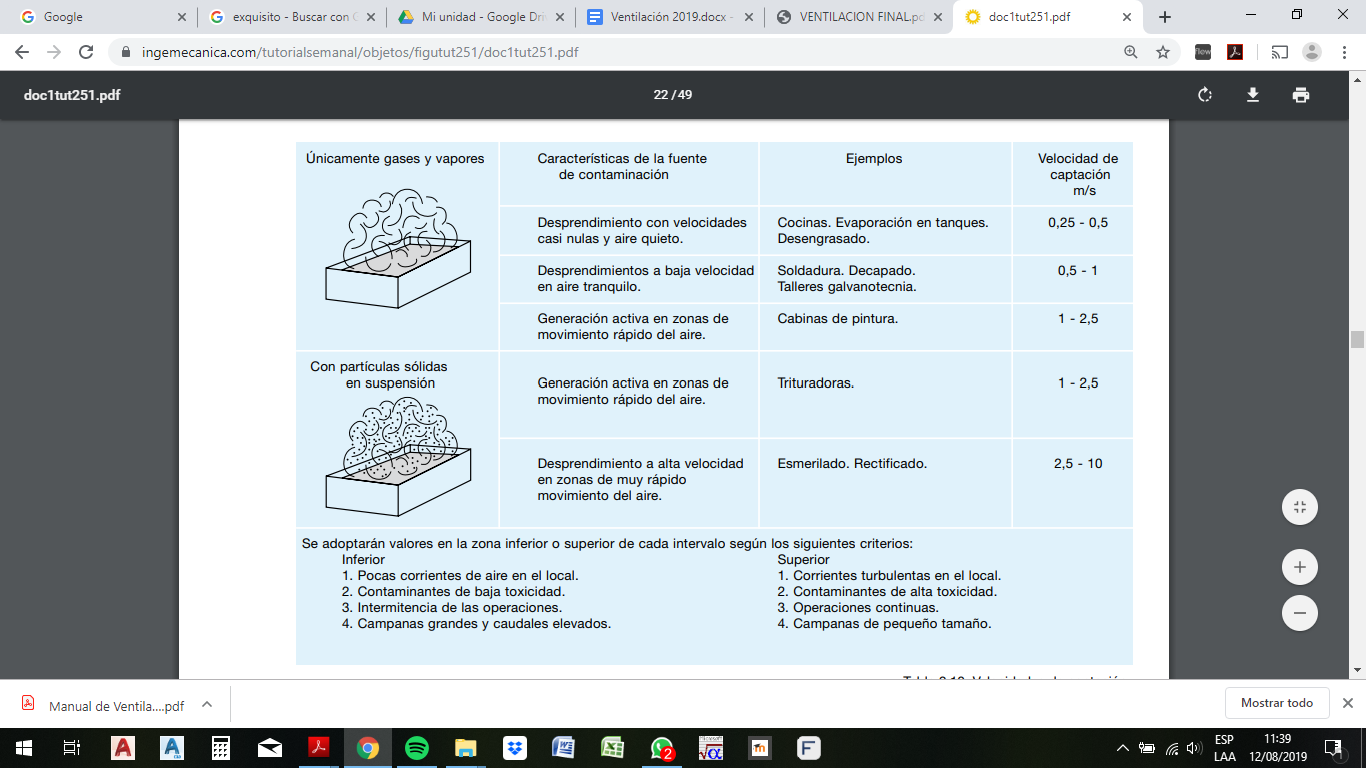 Google
exquisito - Buscar con G
Mi unidad - Google Dri
Ventilación 2019.docx -
VENTILACION FINAL.pd
doc1tut251.pdf
ingemecanica.com/tutorialsemanal/objetos/figutut251/doc1tut251.pdf
flow
doc1tut251.pdf
22 / 49
Únicamente gases y vapores
Características de la fuente
de contaminación
Ejemplos
Velocidad de
captación
m/s
Desprendimiento con velocidades
casi nulas y aire quieto.
Cocinas. Evaporación en tanques.
Desengrasado.
0,25 - 0,5
Desprendimientos a baja velocidad
en aire tranquilo.
Soldadura. Decapado.
Talleres galvanotecnia.
0,5 - 1
Generación activa en zonas de
movimiento rápido del aire.
Cabinas de pintura.
1 - 2,5
Con partículas sólidas
en suspensión
Generación activa en zonas de
movimiento rápido del aire.
Trituradoras.
1 - 2,5
Desprendimiento a alta velocidad
en zonas de muy rápido
movimiento del aire.
Esmerilado. Rectificado.
2,5 - 10
Se adoptarán valores en la zona inferior o superior de cada intervalo según los siguientes criterios:
Inferior
1. Pocas corrientes de aire en el local.
2. Contaminantes de baja toxicidad.
3. Intermitencia de las operaciones.
4. Campanas grandes y caudales elevados.
Superior
1. Corrientes turbulentas en el local.
2. Contaminantes de alta toxicidad.
3. Operaciones continuas.
4. Campanas de pequeño tamaño.
Manual de Ventila....pdf
Mostrar todo
2
ESP
LAA
11:39
12/08/2019
1